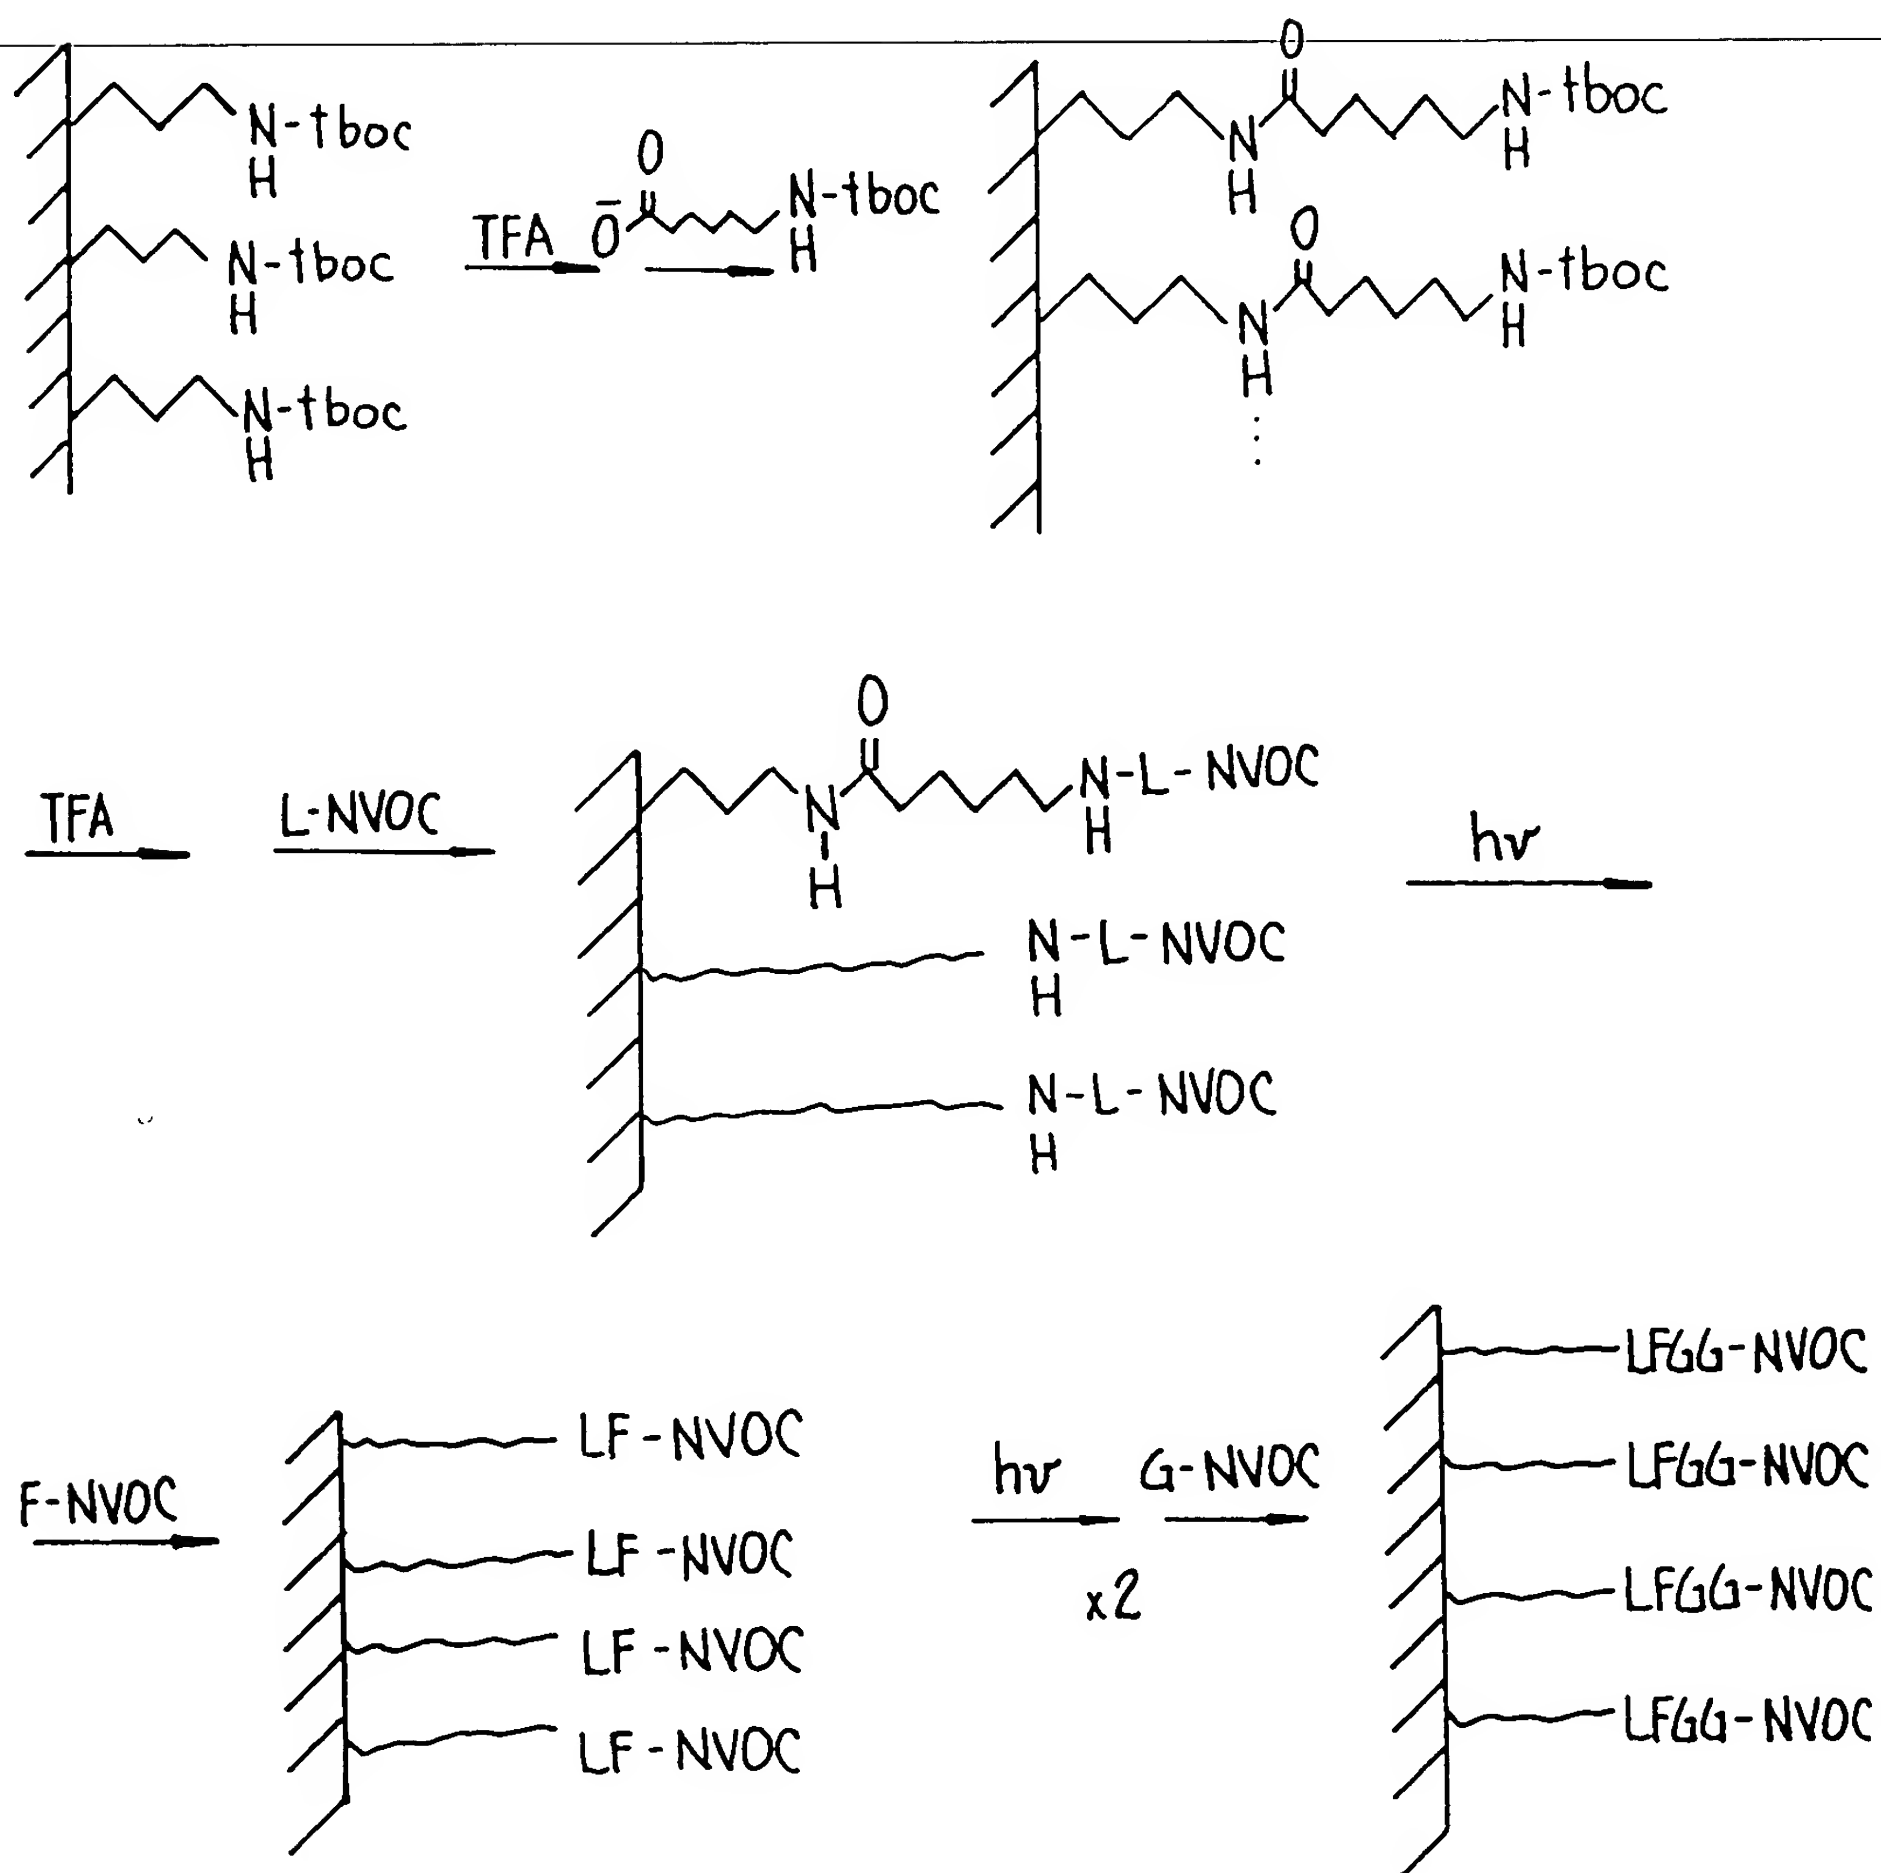 O
N-tboc
H
N-tboc
H
N-tboc
H
TFA
O
O⁻
N-tboc
H
N
H
O
N-tboc
H
N
H
O
N-tboc
H
TFA
L-NVOC
O
N
H
N-L-NVOC
H
N-L-NVOC
H
N-L-NVOC
H
hν
F-NVOC
LF-NVOC
LF-NVOC
LF-NVOC
LF-NVOC
hν
G-NVOC
x2
LFGG-NVOC
LFGG-NVOC
LFGG-NVOC
LFGG-NVOC